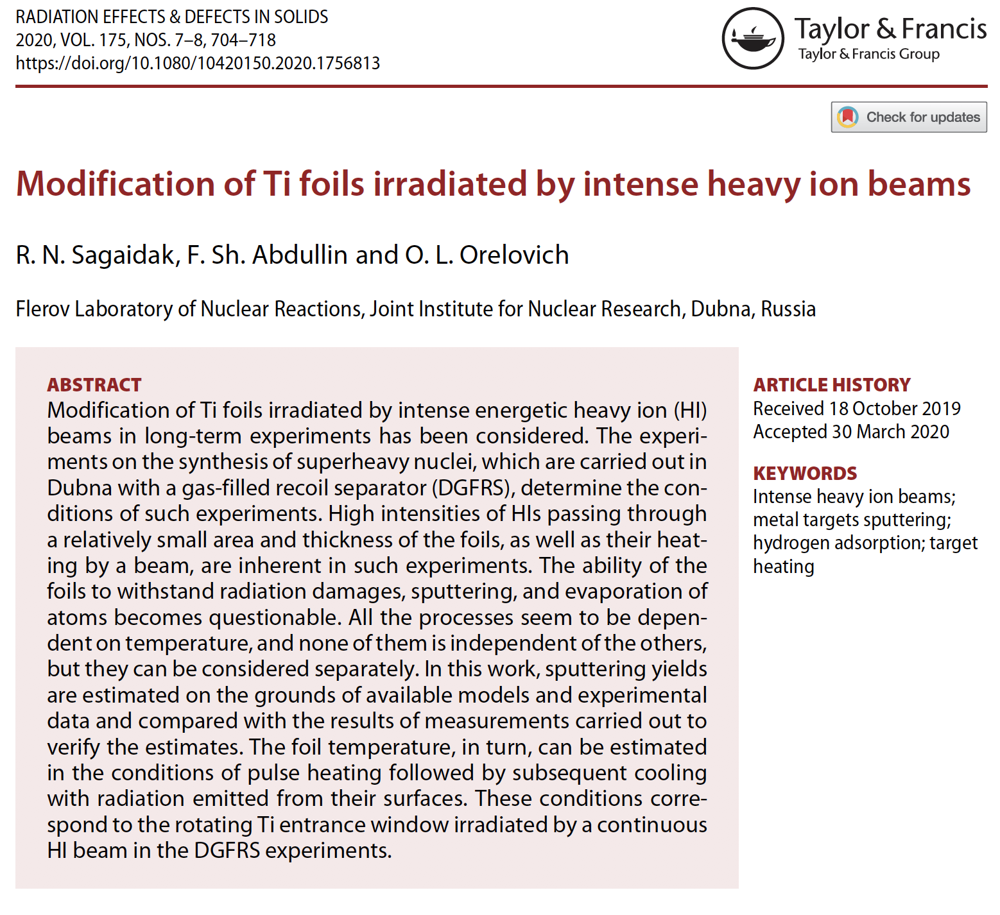 RADIATION EFFECTS & DEFECTS IN SOLIDS
2020, VOL. 175, NOS. 7–8, 704–718
https://doi.org/10.1080/10420150.2020.1756813
Taylor & Francis
Taylor & Francis Group
Check for updates
Modification of Ti foils irradiated by intense heavy ion beams
R. N. Sagaidak, F. Sh. Abdullin and O. L. Orelovich
Flerov Laboratory of Nuclear Reactions, Joint Institute for Nuclear Research, Dubna, Russia
ABSTRACT
Modification of Ti foils irradiated by intense energetic heavy ion (HI)
beams in long-term experiments has been considered. The experi-
ments on the synthesis of superheavy nuclei, which are carried out in
Dubna with a gas-filled recoil separator (DGFRS), determine the con-
ditions of such experiments. High intensities of HIs passing through
a relatively small area and thickness of the foils, as well as their heat-
ing by a beam, are inherent in such experiments. The ability of the
foils to withstand radiation damages, sputtering, and evaporation of
atoms becomes questionable. All the processes seem to be depen-
dent on temperature, and none of them is independent of the others,
but they can be considered separately. In this work, sputtering yields
are estimated on the grounds of available models and experimental
data and compared with the results of measurements carried out to
verify the estimates. The foil temperature, in turn, can be estimated
in the conditions of pulse heating followed by subsequent cooling
with radiation emitted from their surfaces. These conditions corre-
spond to the rotating Ti entrance window irradiated by a continuous
HI beam in the DGFRS experiments.
ARTICLE HISTORY
Received 18 October 2019
Accepted 30 March 2020
KEYWORDS
Intense heavy ion beams;
metal targets sputtering;
hydrogen adsorption; target
heating